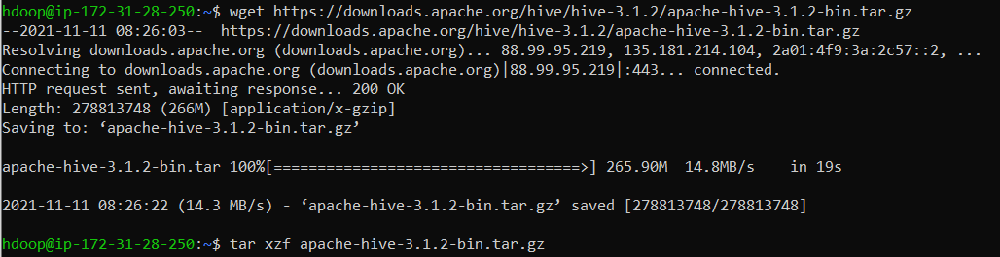 hdoop@ip-172-31-28-250:~$ wget https://downloads.apache.org/hive/hive-3.1.2/apache-hive-3.1.2-bin.tar.gz
--2021-11-11 08:26:03--  https://downloads.apache.org/hive/hive-3.1.2/apache-hive-3.1.2-bin.tar.gz
Resolving downloads.apache.org (downloads.apache.org)... 88.99.95.219, 135.181.214.104, 2a01:4f9:3a:2c57::2, ...
Connecting to downloads.apache.org (downloads.apache.org)|88.99.95.219|:443... connected.
HTTP request sent, awaiting response... 200 OK
Length: 278813748 (266M) [application/x-gzip]
Saving to: ‘apache-hive-3.1.2-bin.tar.gz’
apache-hive-3.1.2-bin.tar 100%[===================================>] 265.90M  14.8MB/s    in 19s
2021-11-11 08:26:22 (14.3 MB/s) - ‘apache-hive-3.1.2-bin.tar.gz’ saved [278813748/278813748]
hdoop@ip-172-31-28-250:~$ tar xzf apache-hive-3.1.2-bin.tar.gz